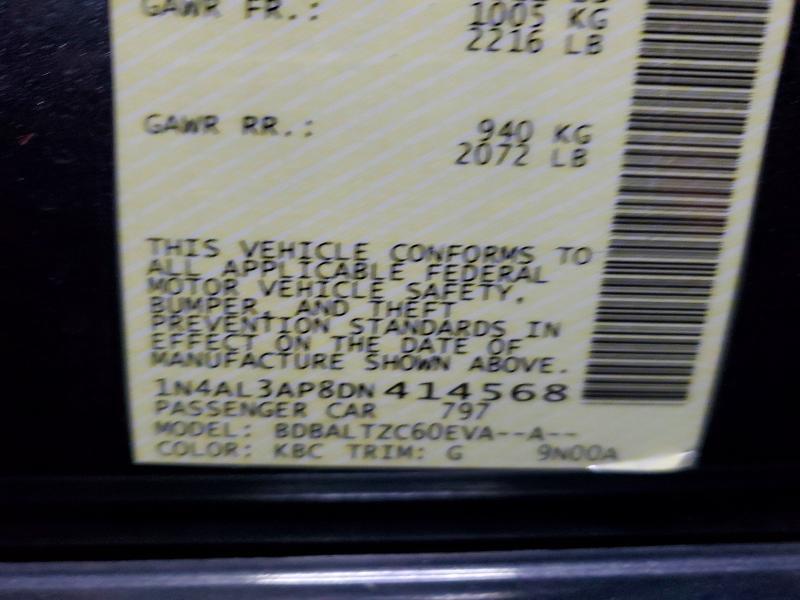 GAWR FR.: 1005 KG
2216 LB
GAWR RR.: 940 KG
2072 LB
THIS VEHICLE CONFORMS TO
ALL APPLICABLE FEDERAL
MOTOR VEHICLE SAFETY,
BUMPER, AND THEFT
PREVENTION STANDARDS IN
EFFECT ON THE DATE OF
MANUFACTURE SHOWN ABOVE.
1N4AL3AP8DN414568
PASSENGER CAR 797
MODEL: BDBALTZC60EVA--A--
COLOR: KBC TRIM: G 9N00A